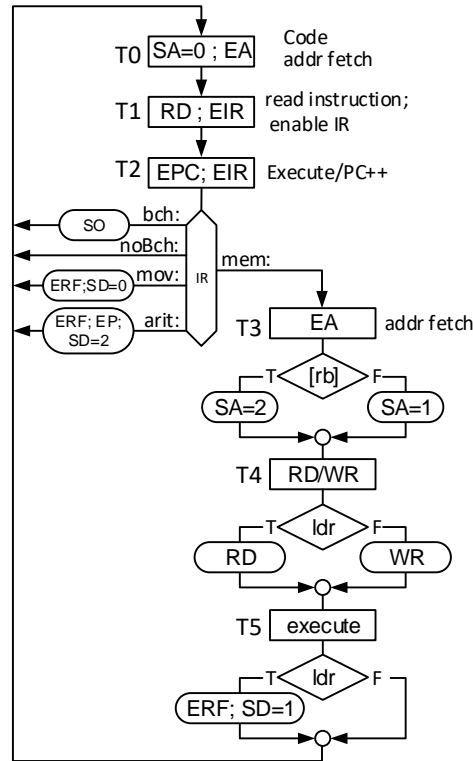 T0 SA=0 ; EA Code
addr fetch
T1 RD ; EIR read instruction;
enable IR
T2 EPC; EIR Execute/PC++
bch:
SO
noBch:
mov:
ERF;SD=0
IR
mem:
arit:
ERF; EP;
SD=2
T3 EA addr fetch
T [rb] F
SA=2 SA=1
T4 RD/WR
T ldr F
RD WR
T5 execute
T ldr F
ERF; SD=1